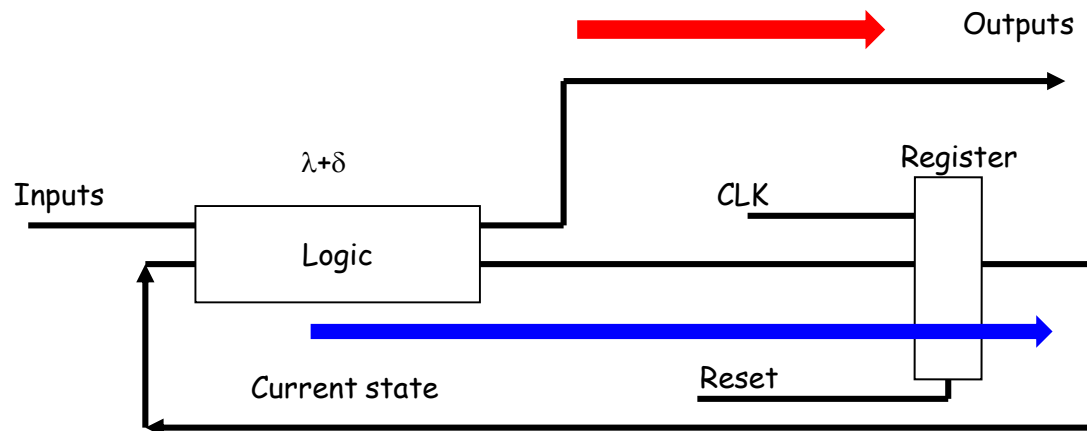 Outputs
λ+δ
Register
Inputs
CLK
Logic
Reset
Current state